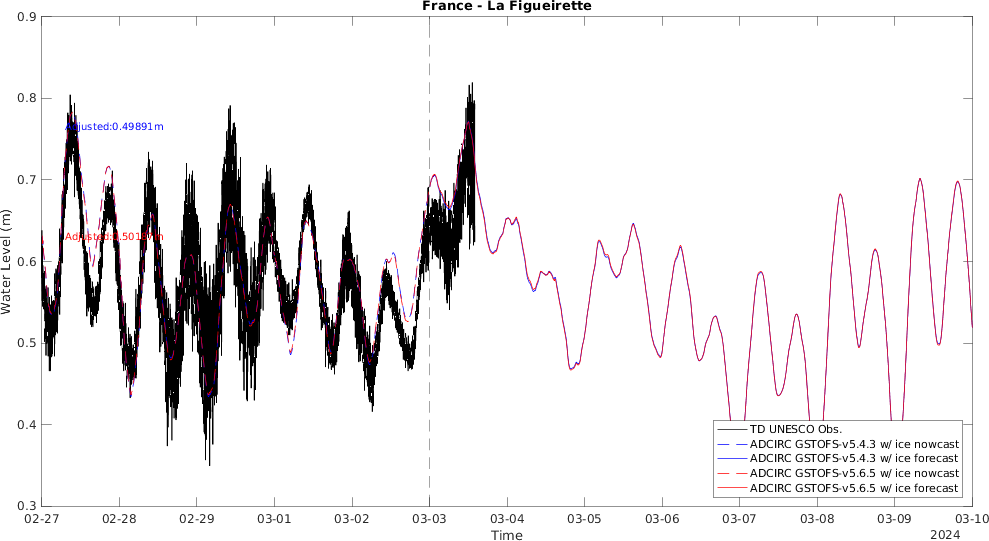 France - La Figueirette
0.9
0.8
0.7
0.6
0.5
0.4
0.3
Water Level (m)
Adjusted:0.49891m
TD UNESCO Obs.
ADCIRC GSTOFS-v5.4.3 w/ ice nowcast
ADCIRC GSTOFS-v5.4.3 w/ ice forecast
ADCIRC GSTOFS-v5.6.5 w/ ice nowcast
ADCIRC GSTOFS-v5.6.5 w/ ice forecast
02-27 02-28 02-29 03-01 03-02 03-03 03-04 03-05 03-06 03-07 03-08 03-09 03-10
Time
2024